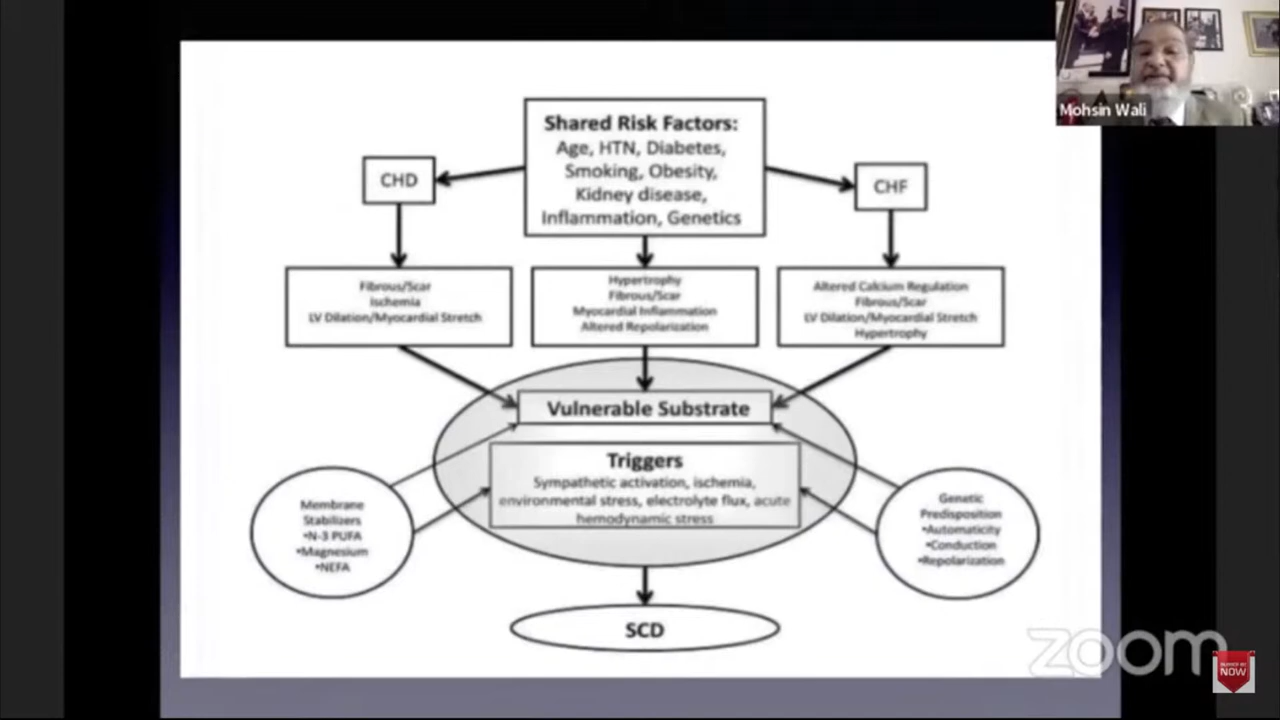 Mohsin Wali
Shared Risk Factors:
Age, HTN, Diabetes,
Smoking, Obesity,
Kidney disease,
Inflammation, Genetics
CHD
CHF
Fibrous/Scar
Ischemia
LV Dilation/Myocardial Stretch
Hypertrophy
Fibrous/Scar
Myocardial Inflammation
Altered Repolarization
Altered Calcium Regulation
Fibrous/Scar
LV Dilation/Myocardial Stretch
Hypertrophy
Vulnerable Substrate
Triggers
Sympathetic activation, ischemia,
environmental stress, electrolyte flux, acute
hemodynamic stress
Membrane
Stabilizers
•N-3 PUFA
•Magnesium
•NEFA
Genetic
Predisposition
•Automaticity
•Conduction
•Repolarization
SCD
zoom
NOW